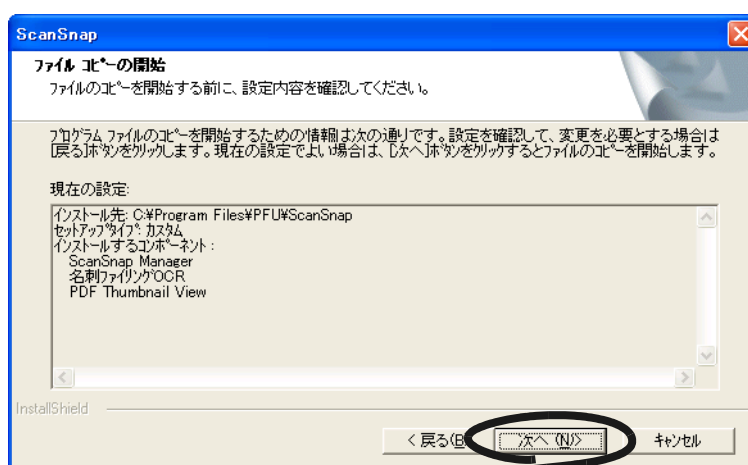 ScanSnap
ファイル コピーの開始
ファイルのコピーを開始する前に、設定内容を確認してください。
プログラム ファイルのコピーを開始するための情報は次の通りです。設定を確認して、変更を必要とする場合は
[戻る]ボタンをクリックします。現在の設定でよい場合は、[次へ]ボタンをクリックするとファイルのコピーを開始します。
現在の設定:
インストール先: C:¥Program Files¥PFU¥ScanSnap
セットアップタイプ: カスタム
インストールするコンポーネント :
ScanSnap Manager
名刺ファイリングOCR
PDF Thumbnail View
InstallShield
< 戻る(B
次へ (N)>
キャンセル